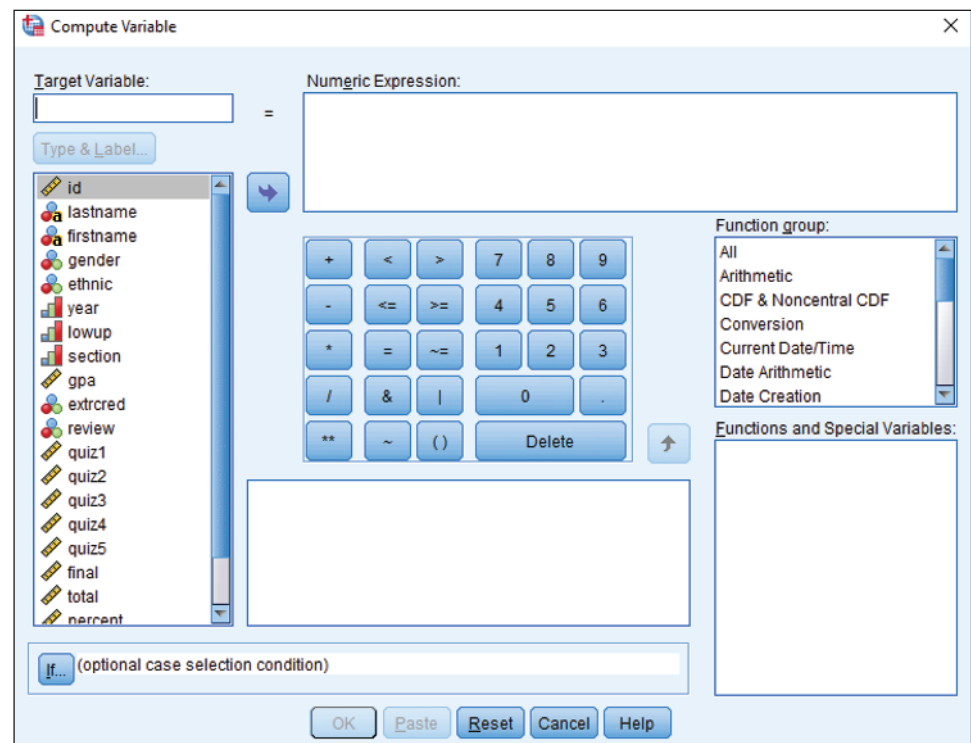 Compute Variable
Target Variable:
Numeric Expression:
=
Type & Label...
id
lastname
firstname
gender
ethnic
year
lowup
section
gpa
extrcred
review
quiz1
quiz2
quiz3
quiz4
quiz5
final
total
percent
+ < > 7 8 9
- <= >= 4 5 6
* = ~= 1 2 3
/ & | 0 .
** ~ ( ) Delete
Function group:
All
Arithmetic
CDF & Noncentral CDF
Conversion
Current Date/Time
Date Arithmetic
Date Creation
Functions and Special Variables:
If... (optional case selection condition)
OK Paste Reset Cancel Help